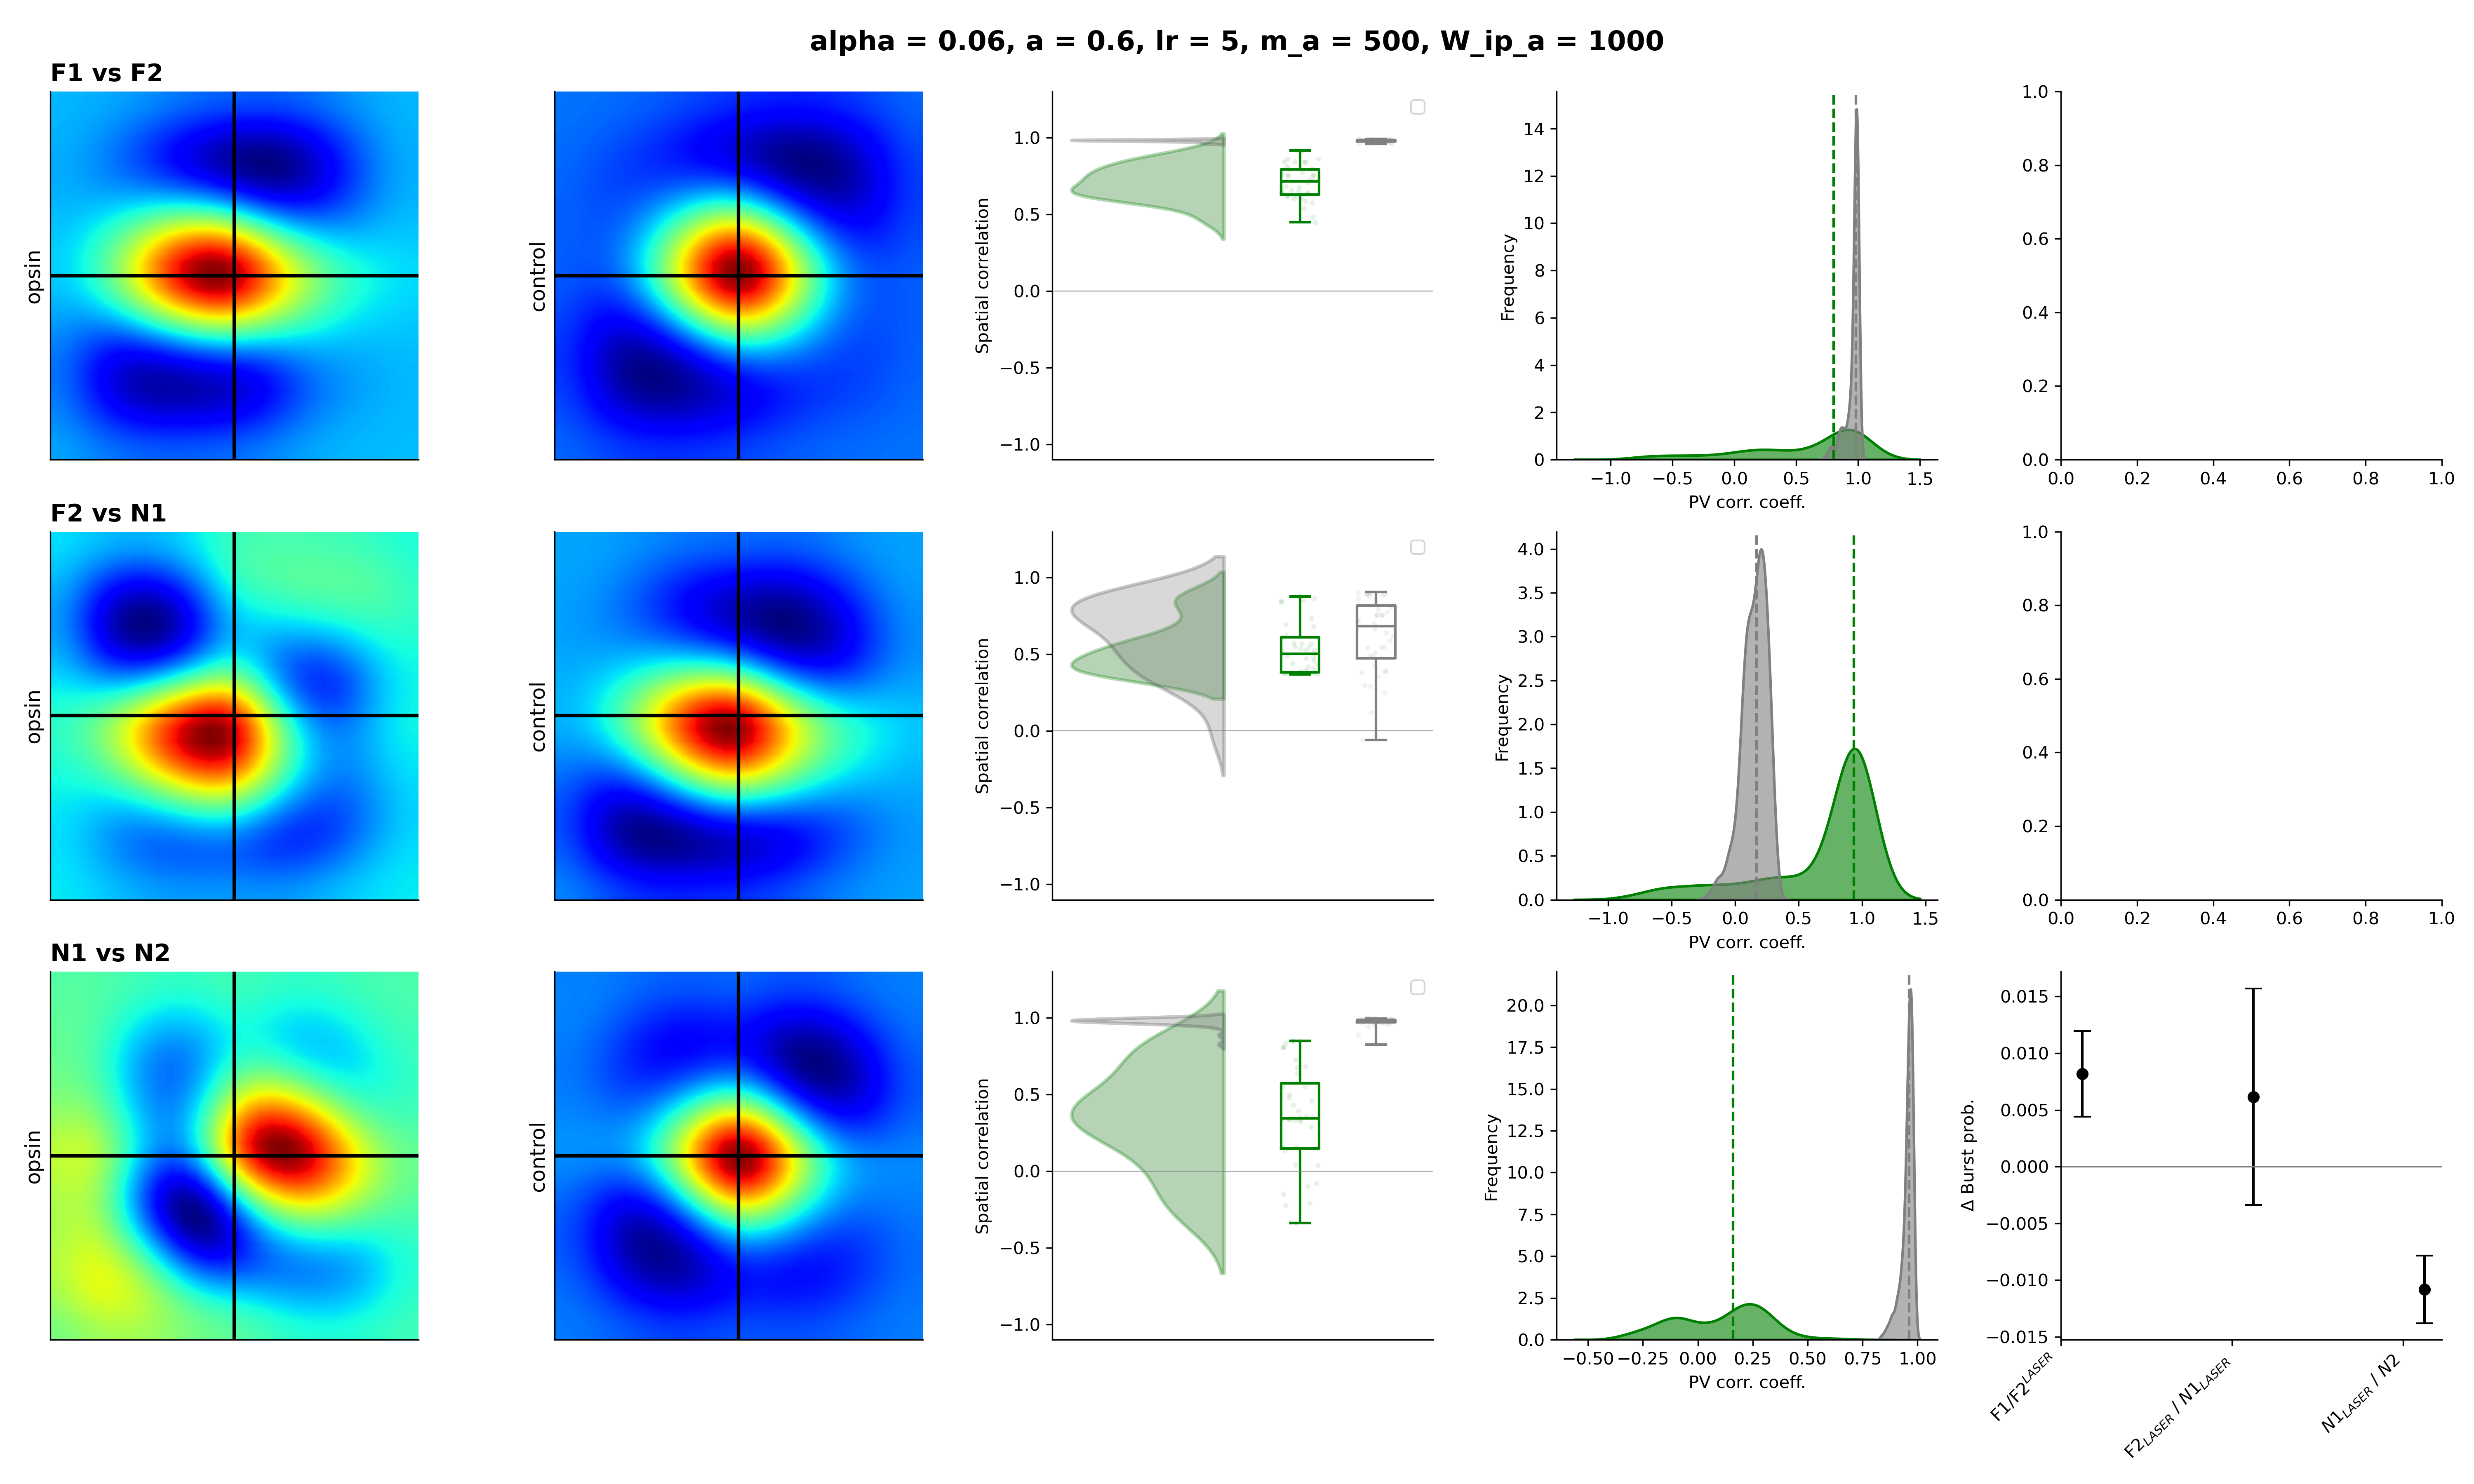 alpha = 0.06, a = 0.6, lr = 5, m_a = 500, W_ip_a = 1000
F1 vs F2
opsin
control
Spatial correlation
1.0
0.5
0.0
−0.5
−1.0
Frequency
14
12
10
8
6
4
2
0
−1.0 −0.5 0.0 0.5 1.0 1.5
PV corr. coeff.
1.0
0.8
0.6
0.4
0.2
0.0
0.0 0.2 0.4 0.6 0.8 1.0
F2 vs N1
opsin
control
Spatial correlation
1.0
0.5
0.0
−0.5
−1.0
Frequency
4.0
3.5
3.0
2.5
2.0
1.5
1.0
0.5
0.0
−1.0 −0.5 0.0 0.5 1.0 1.5
PV corr. coeff.
1.0
0.8
0.6
0.4
0.2
0.0
0.0 0.2 0.4 0.6 0.8 1.0
N1 vs N2
opsin
control
Spatial correlation
1.0
0.5
0.0
−0.5
−1.0
Frequency
20.0
17.5
15.0
12.5
10.0
7.5
5.0
2.5
0.0
−0.50 −0.25 0.00 0.25 0.50 0.75 1.00
PV corr. coeff.
Δ Burst prob.
0.015
0.010
0.005
0.000
−0.005
−0.010
−0.015
F1/F2^LASER
F2_LASER / N1_LASER
N1_LASER / N2